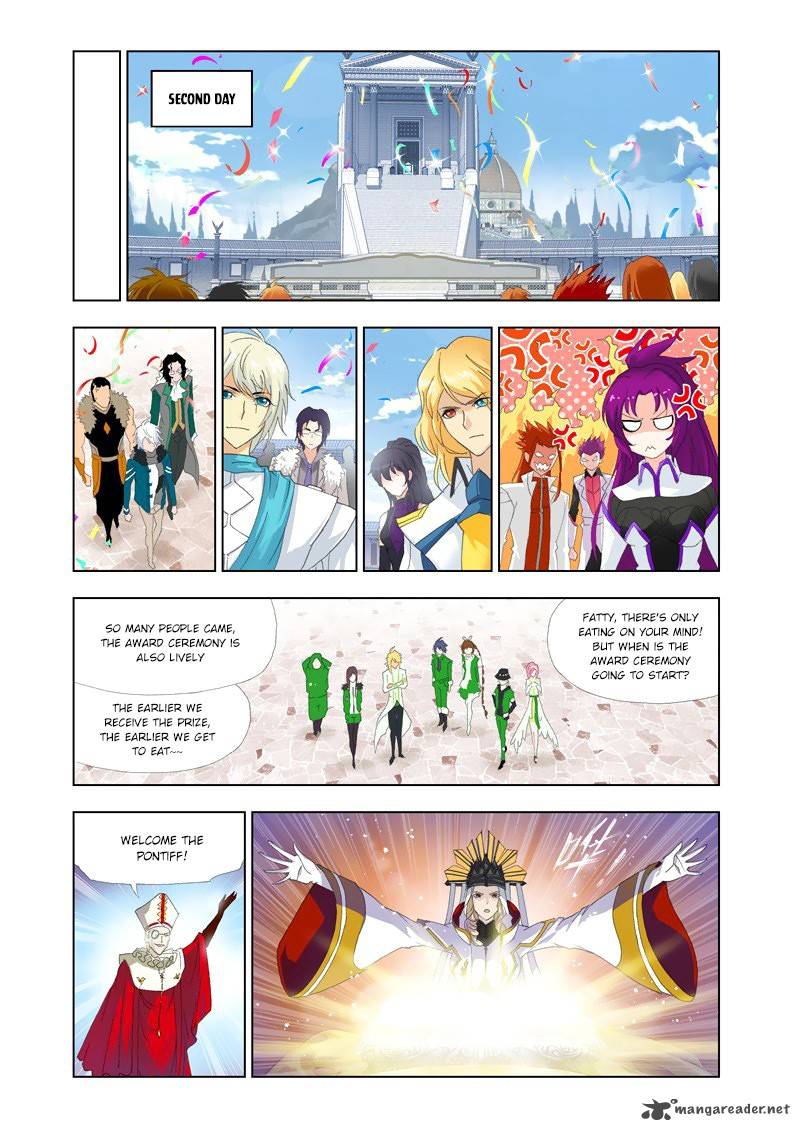 SECOND DAY
SO MANY PEOPLE CAME,
THE AWARD CEREMONY IS
ALSO LIVELY
THE EARLIER WE
RECEIVE THE PRIZE,
THE EARLIER WE GET
TO EAT~~
FATTY, THERE'S ONLY
EATING ON YOUR MIND!
BUT WHEN IS THE
AWARD CEREMONY
GOING TO START?
WELCOME THE
PONTIFF!
mangareader.net